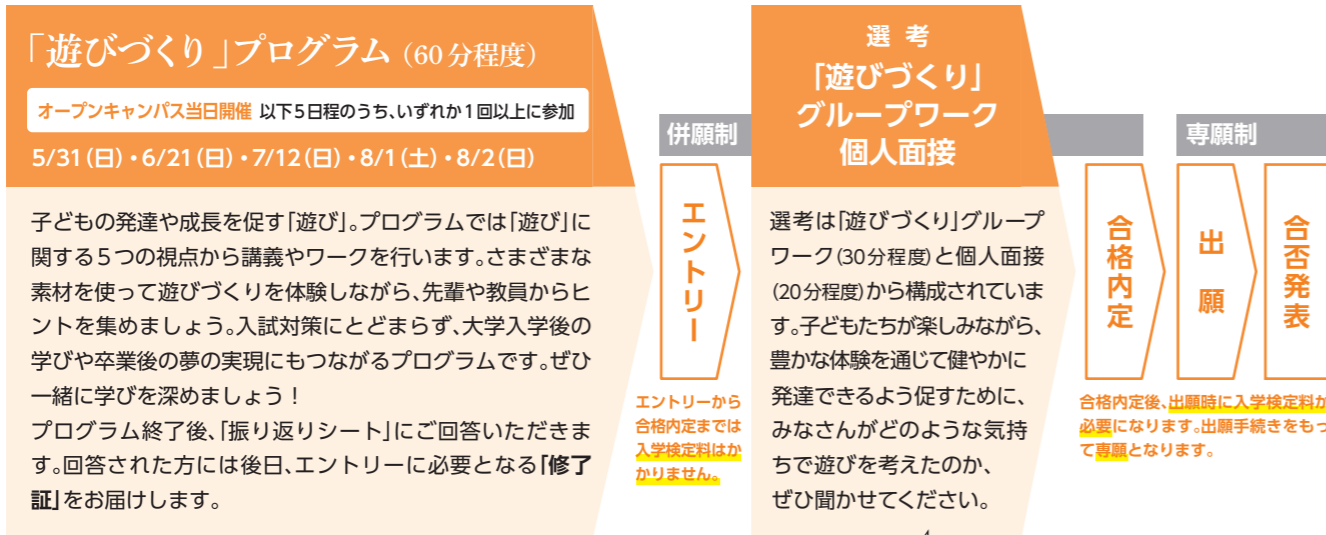 「遊びづくり」プログラム（60分程度）
オープンキャンパス当日開催 以下5日程のうち、いずれか1回以上に参加
5/31（日）・6/21（日）・7/12（日）・8/1（土）・8/2（日）
子どもの発達や成長を促す「遊び」。プログラムでは「遊び」に
関する5つの視点から講義やワークを行います。さまざまな
素材を使って遊びづくりを体験しながら、先輩や教員からヒ
ントを集めましょう。入試対策にとどまらず、大学入学後の
学びや卒業後の夢の実現にもつながるプログラムです。ぜひ
一緒に学びを深めましょう！
プログラム終了後、「振り返りシート」にご回答いただきま
す。回答された方には後日、エントリーに必要となる「修了
証」をお届けします。
併願制
エントリー
エントリーから
合格内定までは
入学検定料はか
かりません。
選考
「遊びづくり」
グループワーク
個人面接
選考は「遊びづくり」グループ
ワーク（30分程度）と個人面接
（20分程度）から構成されていま
す。子どもたちが楽しみながら、
豊かな体験を通じて健やかに
発達できるよう促すために、
みなさんがどのような気持
ちで遊びを考えたのか、
ぜひ聞かせてください。
合格内定
専願制
出願
合否発表
合格内定後、出願時に入学検定料が
必要になります。出願手続きをもっ
て専願となります。